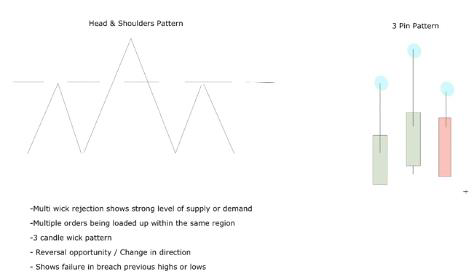 Head & Shoulders Pattern
3 Pin Pattern
-Multi wick rejection shows strong level of supply or demand
-Multiple orders being loaded up within the same region
-3 candle wick pattern
- Reversal opportunity / Change in direction
- Shows failure in breach previous highs or lows